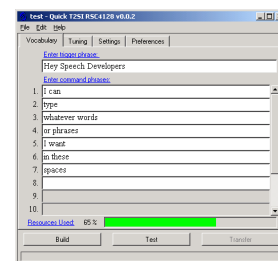 test - Quick T2SI RSC4128 v0.0.2
File Edit Help
Vocabulary Tuning Settings Preferences
Enter trigger phrase:
Hey Speech Developers
Enter command phrases:
1. I can
2. type
3. whatever words
4. or phrases
5. I want
6. in these
7. spaces
8.
9.
10.
Resources Used: 65 %
Build Test Transfer